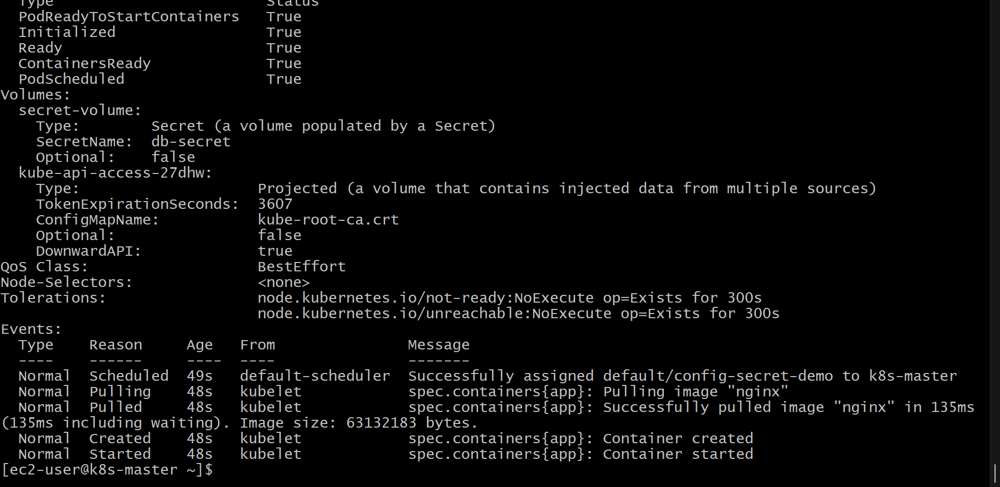 Type                        Status
  PodReadyToStartContainers   True
  Initialized                 True
  Ready                       True
  ContainersReady             True
  PodScheduled                True
Volumes:
  secret-volume:
    Type:        Secret (a volume populated by a Secret)
    SecretName:  db-secret
    Optional:    false
  kube-api-access-27dhw:
    Type:                    Projected (a volume that contains injected data from multiple sources)
    TokenExpirationSeconds:  3607
    ConfigMapName:           kube-root-ca.crt
    Optional:                false
    DownwardAPI:             true
QoS Class:                   BestEffort
Node-Selectors:              <none>
Tolerations:                 node.kubernetes.io/not-ready:NoExecute op=Exists for 300s
                             node.kubernetes.io/unreachable:NoExecute op=Exists for 300s
Events:
  Type    Reason     Age   From               Message
  ----    ------     ----  ----               -------
  Normal  Scheduled  49s   default-scheduler  Successfully assigned default/config-secret-demo to k8s-master
  Normal  Pulling    48s   kubelet            spec.containers{app}: Pulling image "nginx"
  Normal  Pulled     48s   kubelet            spec.containers{app}: Successfully pulled image "nginx" in 135ms
(135ms including waiting). Image size: 63132183 bytes.
  Normal  Created    48s   kubelet            spec.containers{app}: Container created
  Normal  Started    48s   kubelet            spec.containers{app}: Container started
[ec2-user@k8s-master ~]$